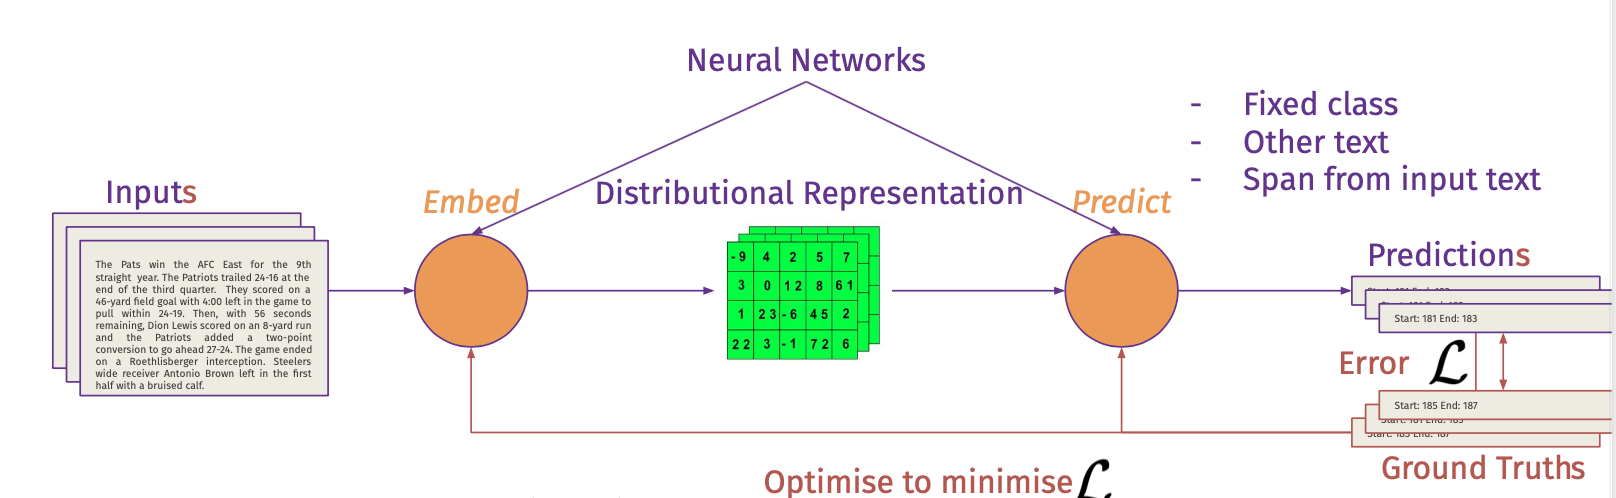 Neural Networks
- Fixed class
- Other text
- Span from input text
Inputs
Embed
Distributional Representation
Predict
The Pats win the AFC East for the 9th
straight year. The Patriots trailed 24-16 at the
end of the third quarter. They scored on a
46-yard field goal with 4:00 left in the game to
pull within 24-19. Then, with 56 seconds
remaining, Dion Lewis scored on an 8-yard run
and the Patriots added a two-point
conversion to go ahead 27-24. The game ended
on a Roethlisberger interception. Steelers
wide receiver Antonio Brown left in the first
half with a bruised calf.
-9 4 2 5 7
3 0 12 8 61
1 23 -6 45 2
22 3 -1 72 6
Predictions
Start: 181 End: 183
Error ℒ
Start: 185 End: 187
Ground Truths
Optimise to minimise ℒ